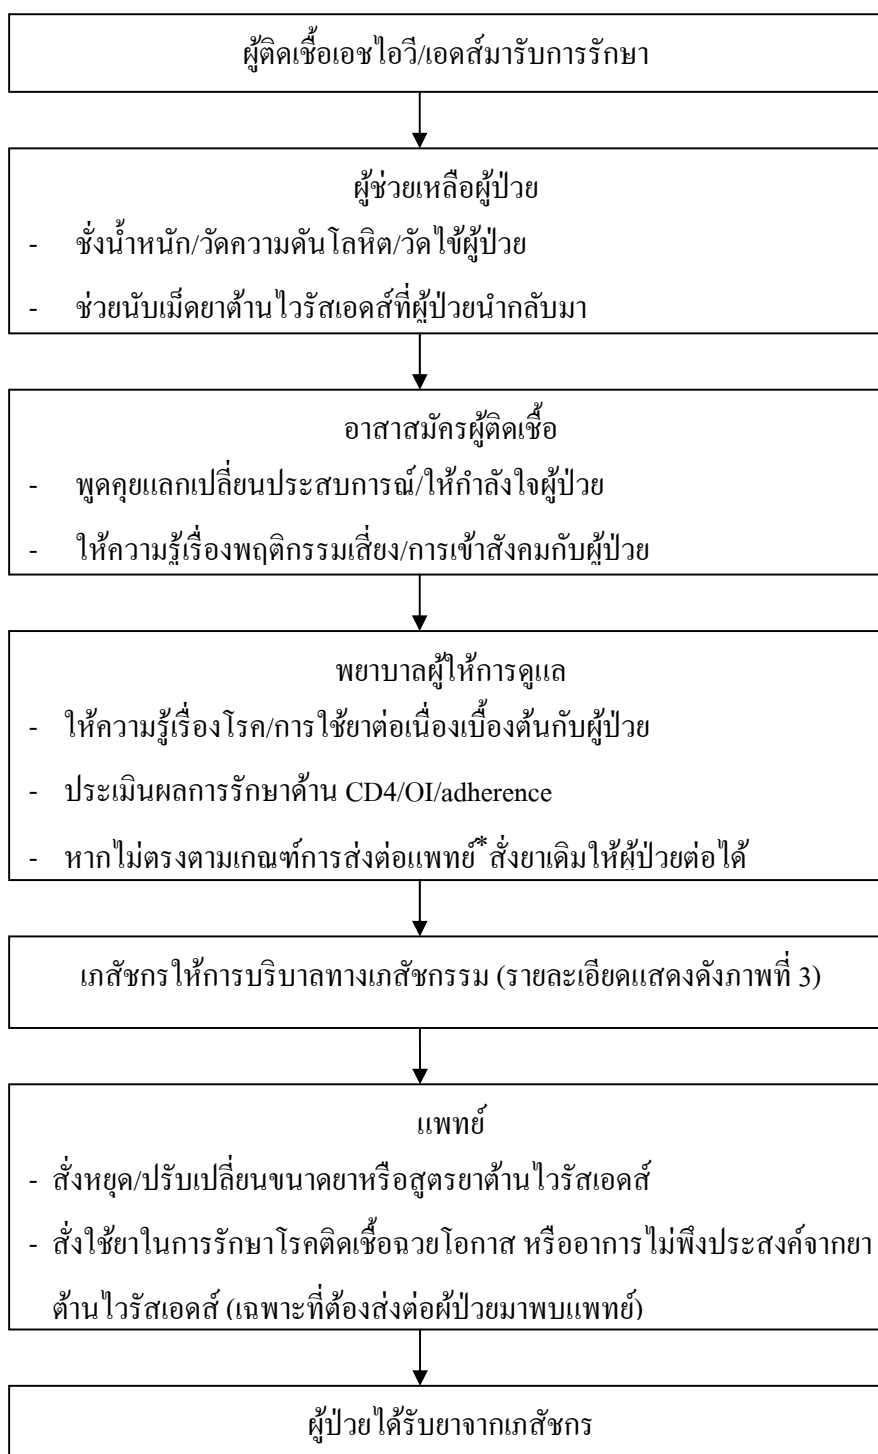 ผู้ติดเชื้อเอชไอวี/เอดส์มารับการรักษา
ผู้ช่วยเหลือผู้ป่วย
- ชั่งน้ำหนัก/วัดความดันโลหิต/วัดไข้ผู้ป่วย
- ช่วยนับเม็ดยาต้านไวรัสเอดส์ที่ผู้ป่วยนำกลับมา
อาสาสมัครผู้ติดเชื้อ
- พูดคุยแลกเปลี่ยนประสบการณ์/ให้กำลังใจผู้ป่วย
- ให้ความรู้เรื่องพฤติกรรมเสี่ยง/การเข้าสังคมกับผู้ป่วย
พยาบาลผู้ให้การดูแล
- ให้ความรู้เรื่องโรค/การใช้ยาต่อเนื่องเบื้องต้นกับผู้ป่วย
- ประเมินผลการรักษาด้าน CD4/OI/adherence
- หากไม่ตรงตามเกณฑ์การส่งต่อแพทย์* สั่งยาเดิมให้ผู้ป่วยต่อได้
เภสัชกรให้การบริบาลทางเภสัชกรรม (รายละเอียดแสดงดังภาพที่ 3)
แพทย์
- สั่งหยุด/ปรับเปลี่ยนขนาดยาหรือสูตรยาต้านไวรัสเอดส์
- สั่งใช้ยาในการรักษาโรคติดเชื้อฉวยโอกาส หรืออาการไม่พึงประสงค์จากยา
ต้านไวรัสเอดส์ (เฉพาะที่ต้องส่งต่อผู้ป่วยมาพบแพทย์)
ผู้ป่วยได้รับยาจากเภสัชกร